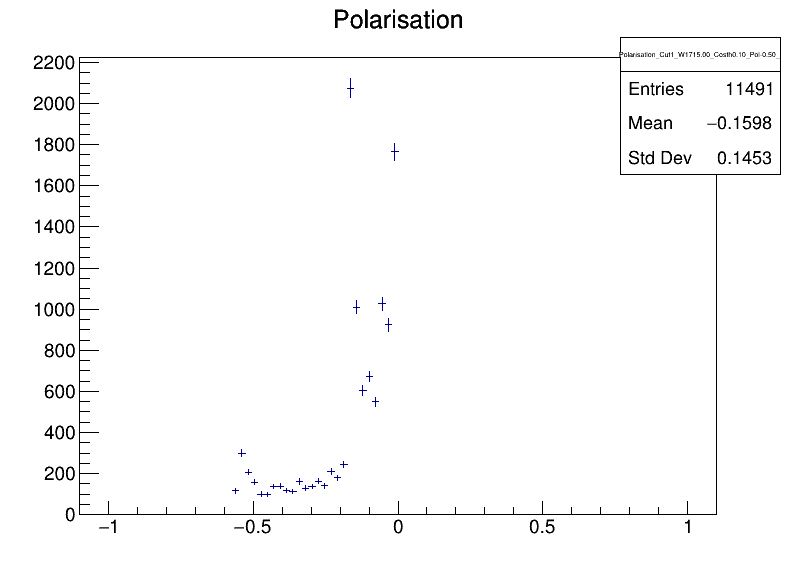 Polarisation
Polarisation_Cut1_W1715.00_Costh0.10_Pol-0.50_
Entries 11491
Mean −0.1598
Std Dev 0.1453
2200
2000
1800
1600
1400
1200
1000
800
600
400
200
0
−1 −0.5 0 0.5 1